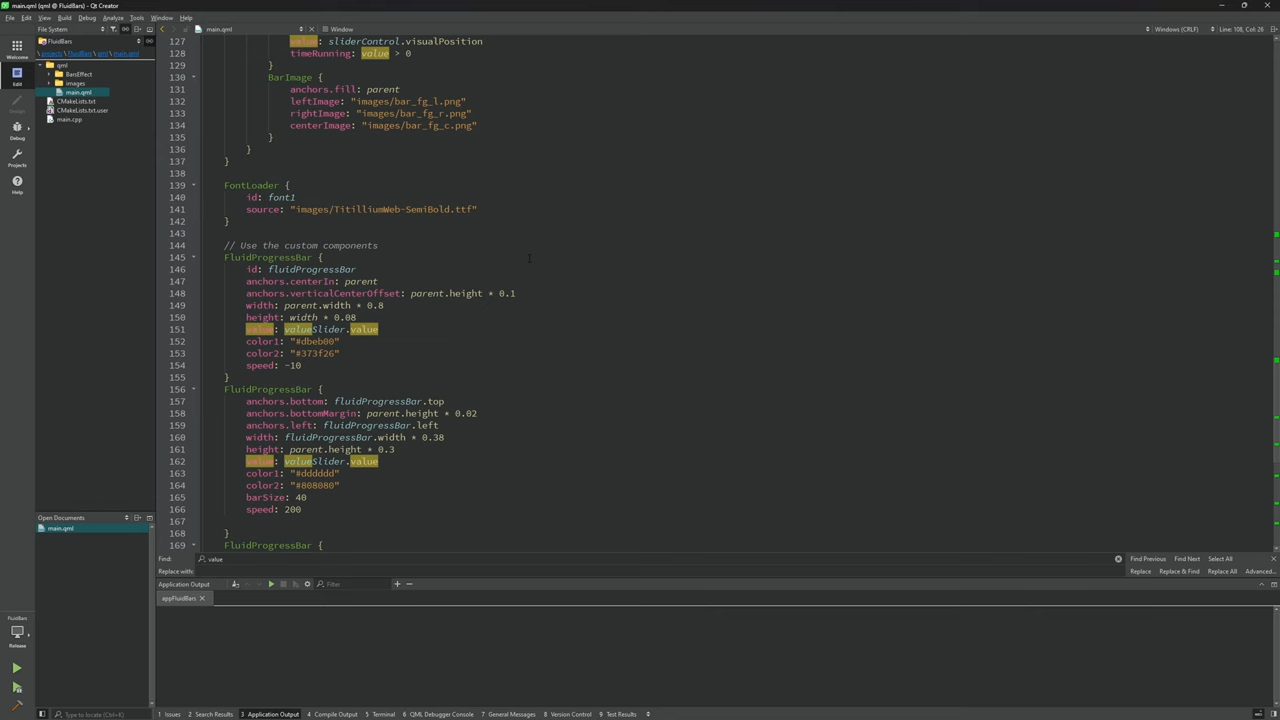 main.qml (qml @ FluidBars) - Qt Creator
File Edit View Build Debug Analyze Tools Window Help
File System
main.qml
Window
Windows (CRLF)
Line: 108, Col: 26
FluidBars
projects \ FluidBars \ qml \ main.qml
Welcome
Edit
Design
Debug
Projects
Help
qml
BarsEffect
images
main.qml
CMakeLists.txt
CMakeLists.txt.user
main.cpp
127 value: sliderControl.visualPosition
128 timeRunning: value > 0
129 }
130 BarImage {
131 anchors.fill: parent
132 leftImage: "images/bar_fg_l.png"
133 rightImage: "images/bar_fg_r.png"
134 centerImage: "images/bar_fg_c.png"
135 }
136 }
137 }
138
139 FontLoader {
140 id: font1
141 source: "images/TitilliumWeb-SemiBold.ttf"
142 }
143
144 // Use the custom components
145 FluidProgressBar {
146 id: fluidProgressBar
147 anchors.centerIn: parent
148 anchors.verticalCenterOffset: parent.height * 0.1
149 width: parent.width * 0.8
150 height: width * 0.08
151 value: valueSlider.value
152 color1: "#dbeb00"
153 color2: "#373f26"
154 speed: -10
155 }
156 FluidProgressBar {
157 anchors.bottom: fluidProgressBar.top
158 anchors.bottomMargin: parent.height * 0.02
159 anchors.left: fluidProgressBar.left
160 width: fluidProgressBar.width * 0.38
161 height: parent.height * 0.3
162 value: valueSlider.value
163 color1: "#dddddd"
164 color2: "#808080"
165 barSize: 40
166 speed: 200
167
168 }
169 FluidProgressBar {
Open Documents
main.qml
Find: value
Find Previous Find Next Select All
Replace with:
Replace Replace & Find Replace All Advanced...
Application Output
Filter
appFluidBars
FluidBars
Release
Type to locate (Ctrl+K)
1 Issues 2 Search Results 3 Application Output 4 Compile Output 5 Terminal 6 QML Debugger Console 7 General Messages 8 Version Control 9 Test Results